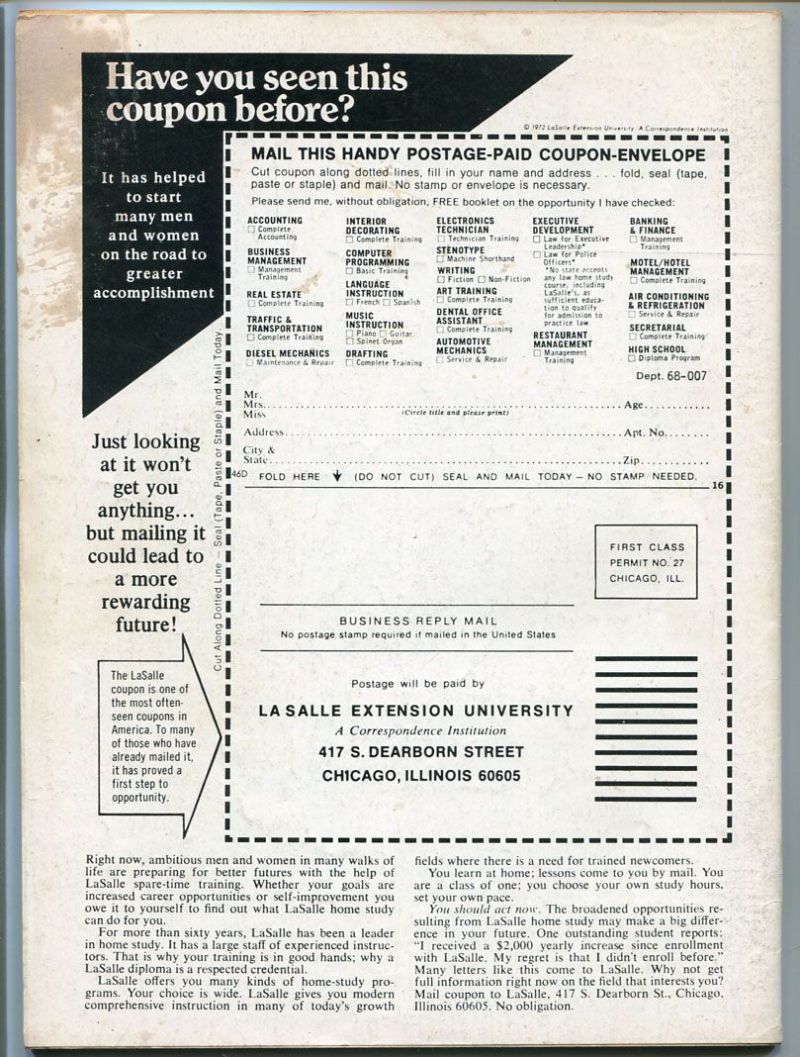 Have you seen this
coupon before?
It has helped
to start
many men
and women
on the road to
greater
accomplishment
© 1972 LaSalle Extension University A Correspondence Institution
MAIL THIS HANDY POSTAGE-PAID COUPON-ENVELOPE
Cut coupon along dotted lines, fill in your name and address . . . fold, seal (tape,
paste or staple) and mail. No stamp or envelope is necessary.
Please send me, without obligation, FREE booklet on the opportunity I have checked:
ACCOUNTING
☐ Complete
Accounting
BUSINESS
MANAGEMENT
☐ Management
Training
REAL ESTATE
☐ Complete Training
TRAFFIC &
TRANSPORTATION
☐ Complete Training
DIESEL MECHANICS
☐ Maintenance & Repair
INTERIOR
DECORATING
☐ Complete Training
COMPUTER
PROGRAMMING
☐ Basic Training
LANGUAGE
INSTRUCTION
☐ French ☐ Spanish
MUSIC
INSTRUCTION
☐ Piano ☐ Guitar
☐ Spinet Organ
DRAFTING
☐ Complete Training
ELECTRONICS
TECHNICIAN
☐ Technician Training
STENOTYPE
☐ Machine Shorthand
WRITING
☐ Fiction ☐ Non-Fiction
ART TRAINING
☐ Complete Training
DENTAL OFFICE
ASSISTANT
☐ Complete Training
AUTOMOTIVE
MECHANICS
☐ Service & Repair
EXECUTIVE
DEVELOPMENT
☐ Law for Executive
Leadership*
☐ Law for Police
Officers*
*No state accepts
any law home study
course, including
LaSalle's, as
sufficient educa-
tion to qualify
for admission to
practice law
RESTAURANT
MANAGEMENT
☐ Management
Training
BANKING
& FINANCE
☐ Management
Training
MOTEL/HOTEL
MANAGEMENT
☐ Complete Training
AIR CONDITIONING
& REFRIGERATION
☐ Service & Repair
SECRETARIAL
☐ Complete Training
HIGH SCHOOL
☐ Diploma Program
Dept. 68-007
Mr.
Mrs. Age
Miss (Circle title and please print)
Address Apt. No.
City &
State Zip
46D FOLD HERE (DO NOT CUT) SEAL AND MAIL TODAY — NO STAMP NEEDED. 16
Cut Along Dotted Line — Seal (Tape, Paste or Staple) and Mail Today.
Just looking
at it won't
get you
anything...
but mailing it
could lead to
a more
rewarding
future!
The LaSalle
coupon is one of
the most often-
seen coupons in
America. To many
of those who have
already mailed it,
it has proved a
first step to
opportunity.
FIRST CLASS
PERMIT NO. 27
CHICAGO, ILL.
BUSINESS REPLY MAIL
No postage stamp required if mailed in the United States
Postage will be paid by
LA SALLE EXTENSION UNIVERSITY
A Correspondence Institution
417 S. DEARBORN STREET
CHICAGO, ILLINOIS 60605
Right now, ambitious men and women in many walks of
life are preparing for better futures with the help of
LaSalle spare-time training. Whether your goals are
increased career opportunities or self-improvement you
owe it to yourself to find out what LaSalle home study
can do for you.
For more than sixty years, LaSalle has been a leader
in home study. It has a large staff of experienced instruc-
tors. That is why your training is in good hands; why a
LaSalle diploma is a respected credential.
LaSalle offers you many kinds of home-study pro-
grams. Your choice is wide. LaSalle gives you modern
comprehensive instruction in many of today's growth
fields where there is a need for trained newcomers.
You learn at home; lessons come to you by mail. You
are a class of one; you choose your own study hours,
set your own pace.
You should act now. The broadened opportunities re-
sulting from LaSalle home study may make a big differ-
ence in your future. One outstanding student reports:
"I received a $2,000 yearly increase since enrollment
with LaSalle. My regret is that I didn't enroll before."
Many letters like this come to LaSalle. Why not get
full information right now on the field that interests you?
Mail coupon to LaSalle, 417 S. Dearborn St., Chicago,
Illinois 60605. No obligation.